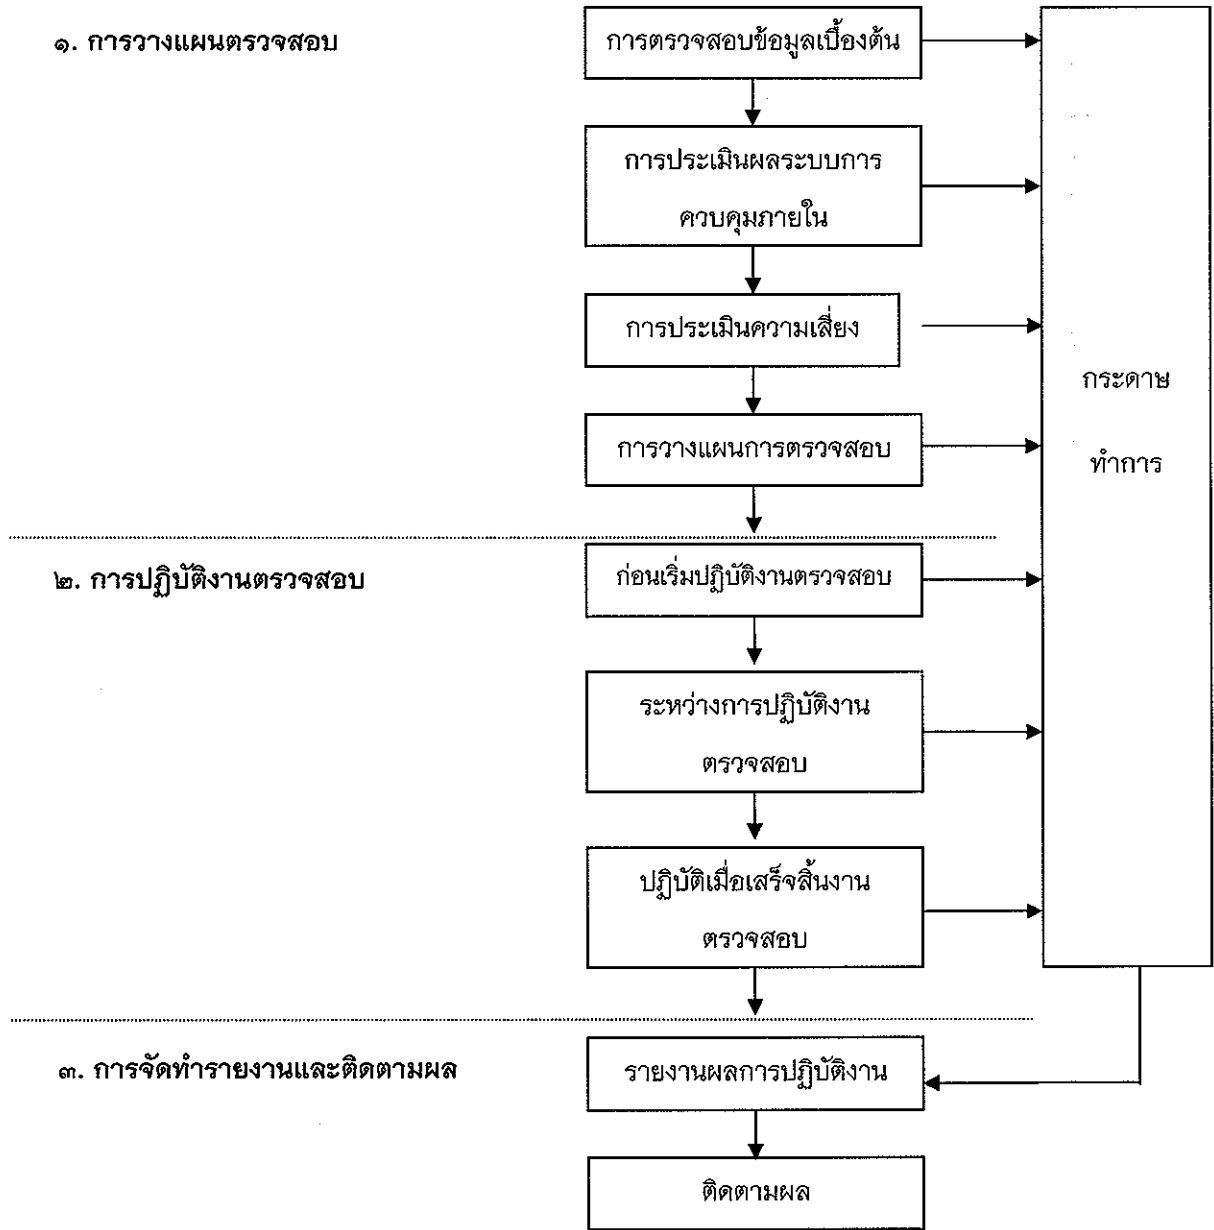 ๑. การวางแผนตรวจสอบ
การตรวจสอบข้อมูลเบื้องต้น
การประเมินผลระบบการ
ควบคุมภายใน
การประเมินความเสี่ยง
การวางแผนการตรวจสอบ
กระดาษ
ทำการ
๒. การปฏิบัติงานตรวจสอบ
ก่อนเริ่มปฏิบัติงานตรวจสอบ
ระหว่างการปฏิบัติงาน
ตรวจสอบ
ปฏิบัติเมื่อเสร็จสิ้นงาน
ตรวจสอบ
๓. การจัดทำรายงานและติดตามผล
รายงานผลการปฏิบัติงาน
ติดตามผล